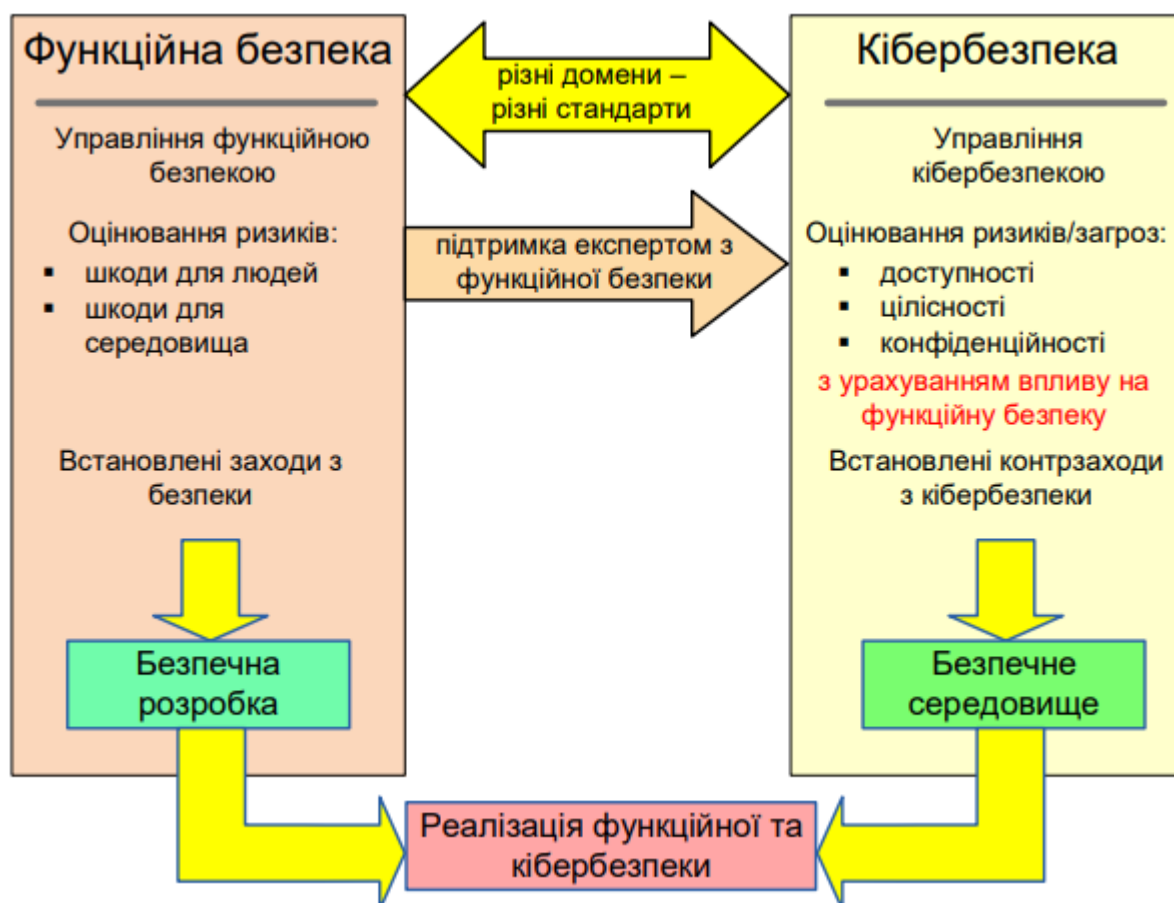 Функційна безпека
Управління функційною
безпекою
Оцінювання ризиків:
▪ шкоди для людей
▪ шкоди для
середовища
Встановлені заходи з
безпеки
Безпечна
розробка
різні домени –
різні стандарти
підтримка експертом з
функційної безпеки
Кібербезпека
Управління
кібербезпекою
Оцінювання ризиків/загроз:
▪ доступності
▪ цілісності
▪ конфіденційності
з урахуванням впливу на
функційну безпеку
Встановлені контрзаходи
з кібербезпеки
Безпечне
середовище
Реалізація функційної та
кібербезпеки